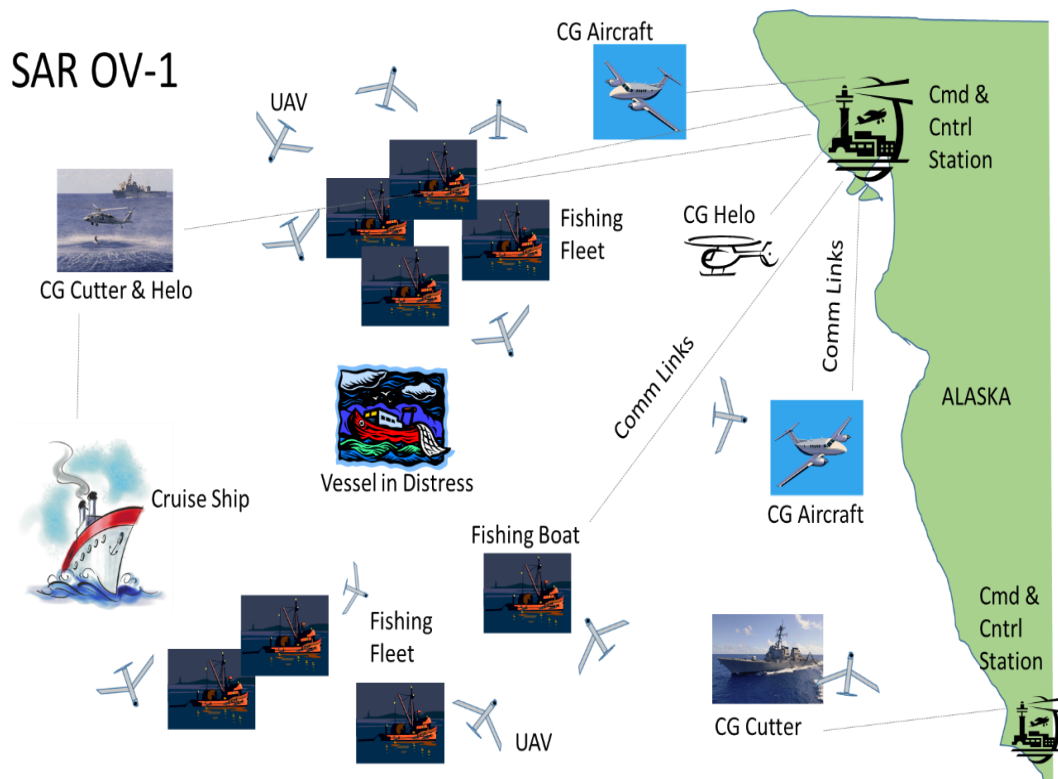 SAR OV-1
UAV
CG Aircraft
Cmd &
Cntrl
Station
Fishing
Fleet
CG Helo
CG Cutter & Helo
Comm Links
Comm Links
ALASKA
Vessel in Distress
Cruise Ship
CG Aircraft
Fishing Boat
Fishing
Fleet
Cmd &
Cntrl
Station
CG Cutter
UAV